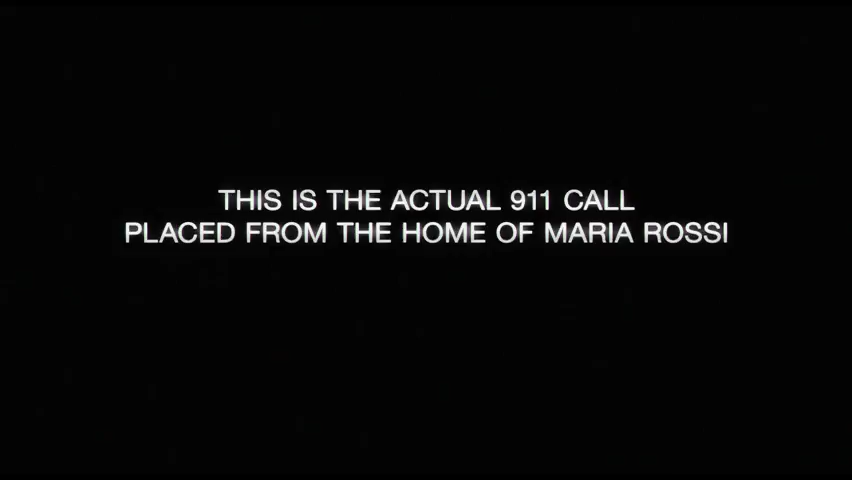 THIS IS THE ACTUAL 911 CALL
PLACED FROM THE HOME OF MARIA ROSSI